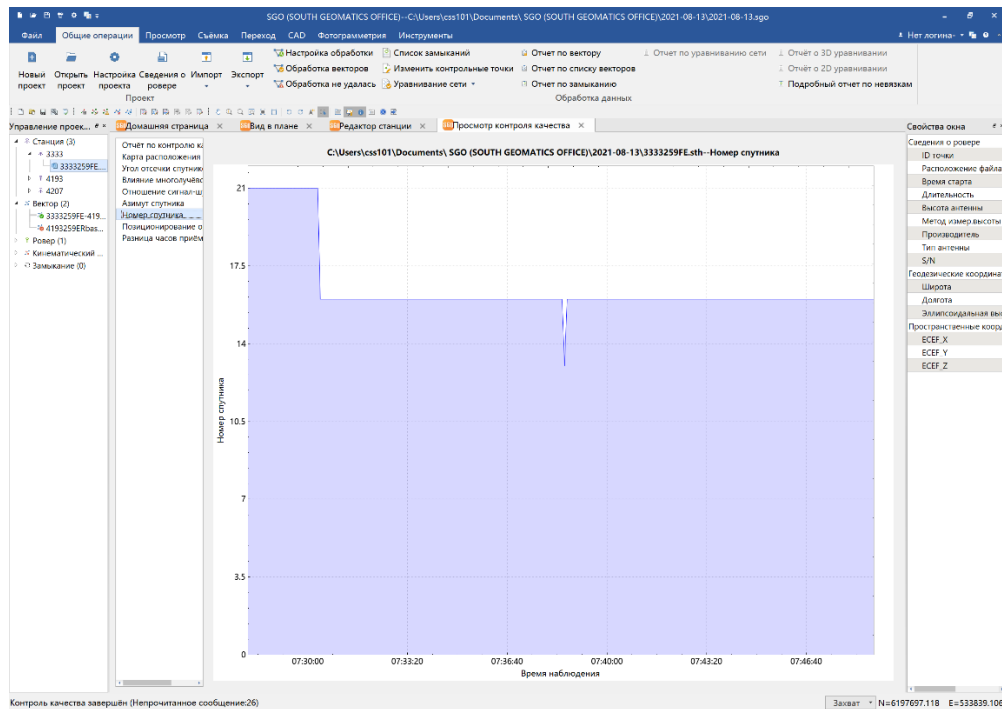 SGO (SOUTH GEOMATICS OFFICE)--C:\Users\css101\Documents\ SGO (SOUTH GEOMATICS OFFICE)\2021-08-13\2021-08-13.sgo
Файл Общие операции Просмотр Съёмка Переход CAD Фотограмметрия Инструменты Нет логина-
Новый проект
Открыть проект
Настройка проекта
Сведения о ровере
Импорт
Экспорт
Проект
Настройка обработки Список замыканий Отчет по вектору Отчет по уравниванию сети Отчёт о 3D уравнивании
Обработка векторов Изменить контрольные точки Отчет по списку векторов Отчёт о 2D уравнивании
Обработка не удалась Уравнивание сети Отчет по замыканию Подробный отчет по невязкам
Обработка данных
Управление проек...
Станция (3)
3333
3333259FE...
4193
4207
Вектор (2)
3333259FE-419...
4193259ERbas...
Ровер (1)
Кинематический ...
Замыкание (0)
Домашняя страница Вид в плане Редактор станции Просмотр контроля качества
Отчёт по контролю ка
Карта расположения
Угол отсечки спутник
Влияние многолучёво
Отношение сигнал-ш
Азимут спутника
Номер спутника
Позиционирование о
Разница часов приём
C:\Users\css101\Documents\ SGO (SOUTH GEOMATICS OFFICE)\2021-08-13\3333259FE.sth--Номер спутника
Номер спутника
21
17.5
14
10.5
7
3.5
0
07:30:00 07:33:20 07:36:40 07:40:00 07:43:20 07:46:40
Время наблюдения
Свойства окна
Сведения о ровере
ID точки
Расположение файла
Время старта
Длительность
Высота антенны
Метод измер.высоты
Производитель
Тип антенны
S/N
Геодезические координат
Широта
Долгота
Эллипсоидальная выс
Пространственные коорд
ECEF_X
ECEF_Y
ECEF_Z
Контроль качества завершён (Непрочитанное сообщение:26) Захват N=6197697.118 E=533839.106